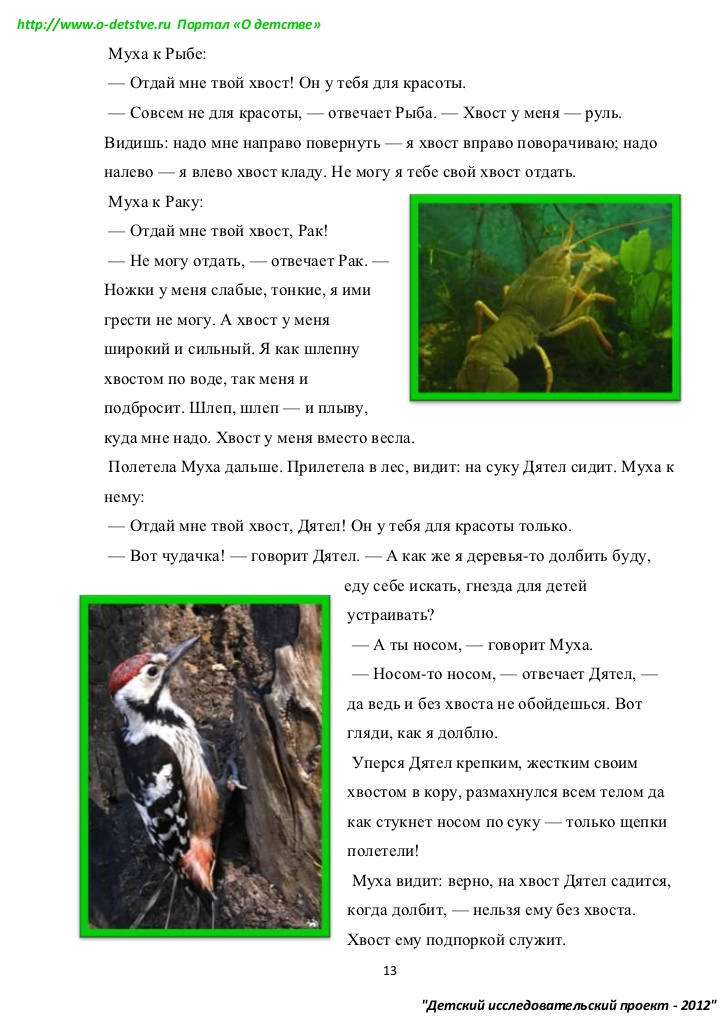 http://www.o-detstve.ru Портал «О детстве»
Муха к Рыбе:
— Отдай мне твой хвост! Он у тебя для красоты.
— Совсем не для красоты, — отвечает Рыба. — Хвост у меня — руль.
Видишь: надо мне направо повернуть — я хвост вправо поворачиваю; надо
налево — я влево хвост кладу. Не могу я тебе свой хвост отдать.
Муха к Раку:
— Отдай мне твой хвост, Рак!
— Не могу отдать, — отвечает Рак. —
Ножки у меня слабые, тонкие, я ими
грести не могу. А хвост у меня
широкий и сильный. Я как шлепну
хвостом по воде, так меня и
подбросит. Шлеп, шлеп — и плыву,
куда мне надо. Хвост у меня вместо весла.
Полетела Муха дальше. Прилетела в лес, видит: на суку Дятел сидит. Муха к
нему:
— Отдай мне твой хвост, Дятел! Он у тебя для красоты только.
— Вот чудачка! — говорит Дятел. — А как же я деревья-то долбить буду,
еду себе искать, гнезда для детей
устраивать?
— А ты носом, — говорит Муха.
— Носом-то носом, — отвечает Дятел, —
да ведь и без хвоста не обойдешься. Вот
гляди, как я долблю.
Уперся Дятел крепким, жестким своим
хвостом в кору, размахнулся всем телом да
как стукнет носом по суку — только щепки
полетели!
Муха видит: верно, на хвост Дятел садится,
когда долбит, — нельзя ему без хвоста.
Хвост ему подпоркой служит.
13
"Детский исследовательский проект - 2012"